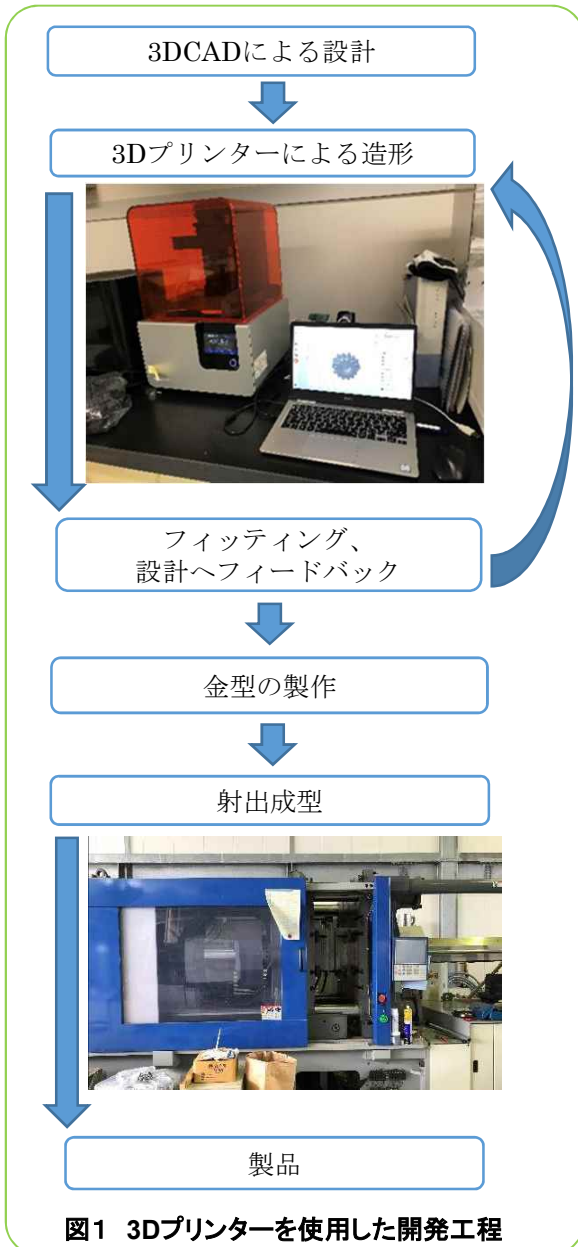 3DCADによる設計
3Dプリンターによる造形
フィッティング、
設計へフィードバック
金型の製作
射出成型
製品
図1 3Dプリンターを使用した開発工程